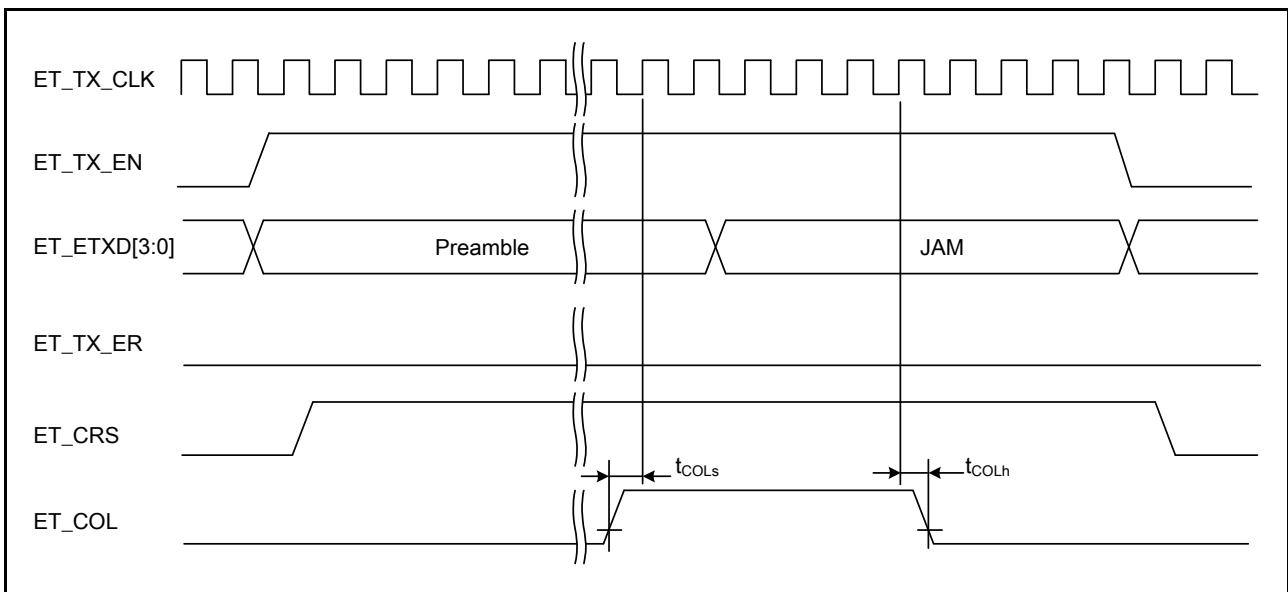 ET_TX_CLK
ET_TX_EN
ET_ETXD[3:0]
Preamble
JAM
ET_TX_ER
ET_CRS
tCOLs
tCOLh
ET_COL